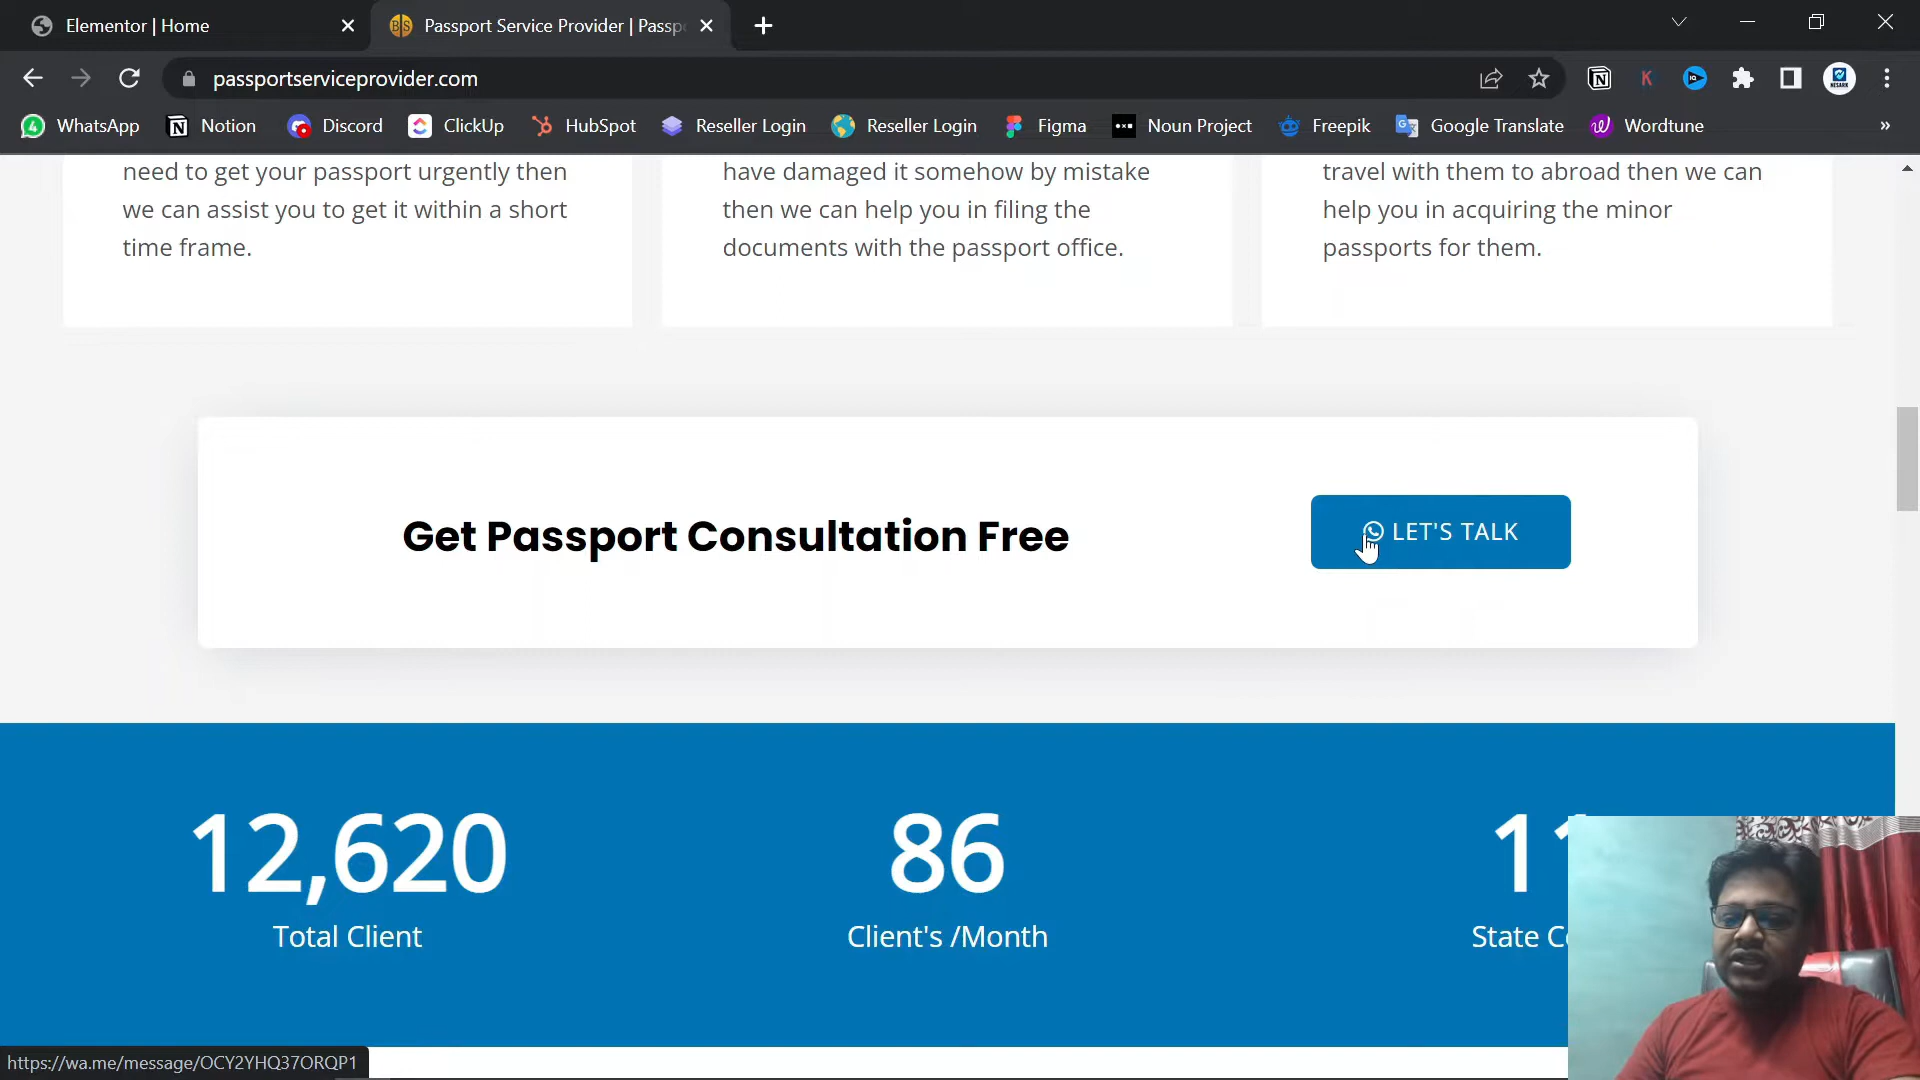 Elementor | Home
Passport Service Provider | Passp
passportserviceprovider.com
WhatsApp
Notion
Discord
ClickUp
HubSpot
Reseller Login
Reseller Login
Figma
Noun Project
Freepik
Google Translate
Wordtune
need to get your passport urgently then
we can assist you to get it within a short
time frame.
have damaged it somehow by mistake
then we can help you in filing the
documents with the passport office.
travel with them to abroad then we can
help you in acquiring the minor
passports for them.
Get Passport Consultation Free
LET'S TALK
12,620
Total Client
86
Client's /Month
11
State Co
https://wa.me/message/OCY2YHQ37ORQP1